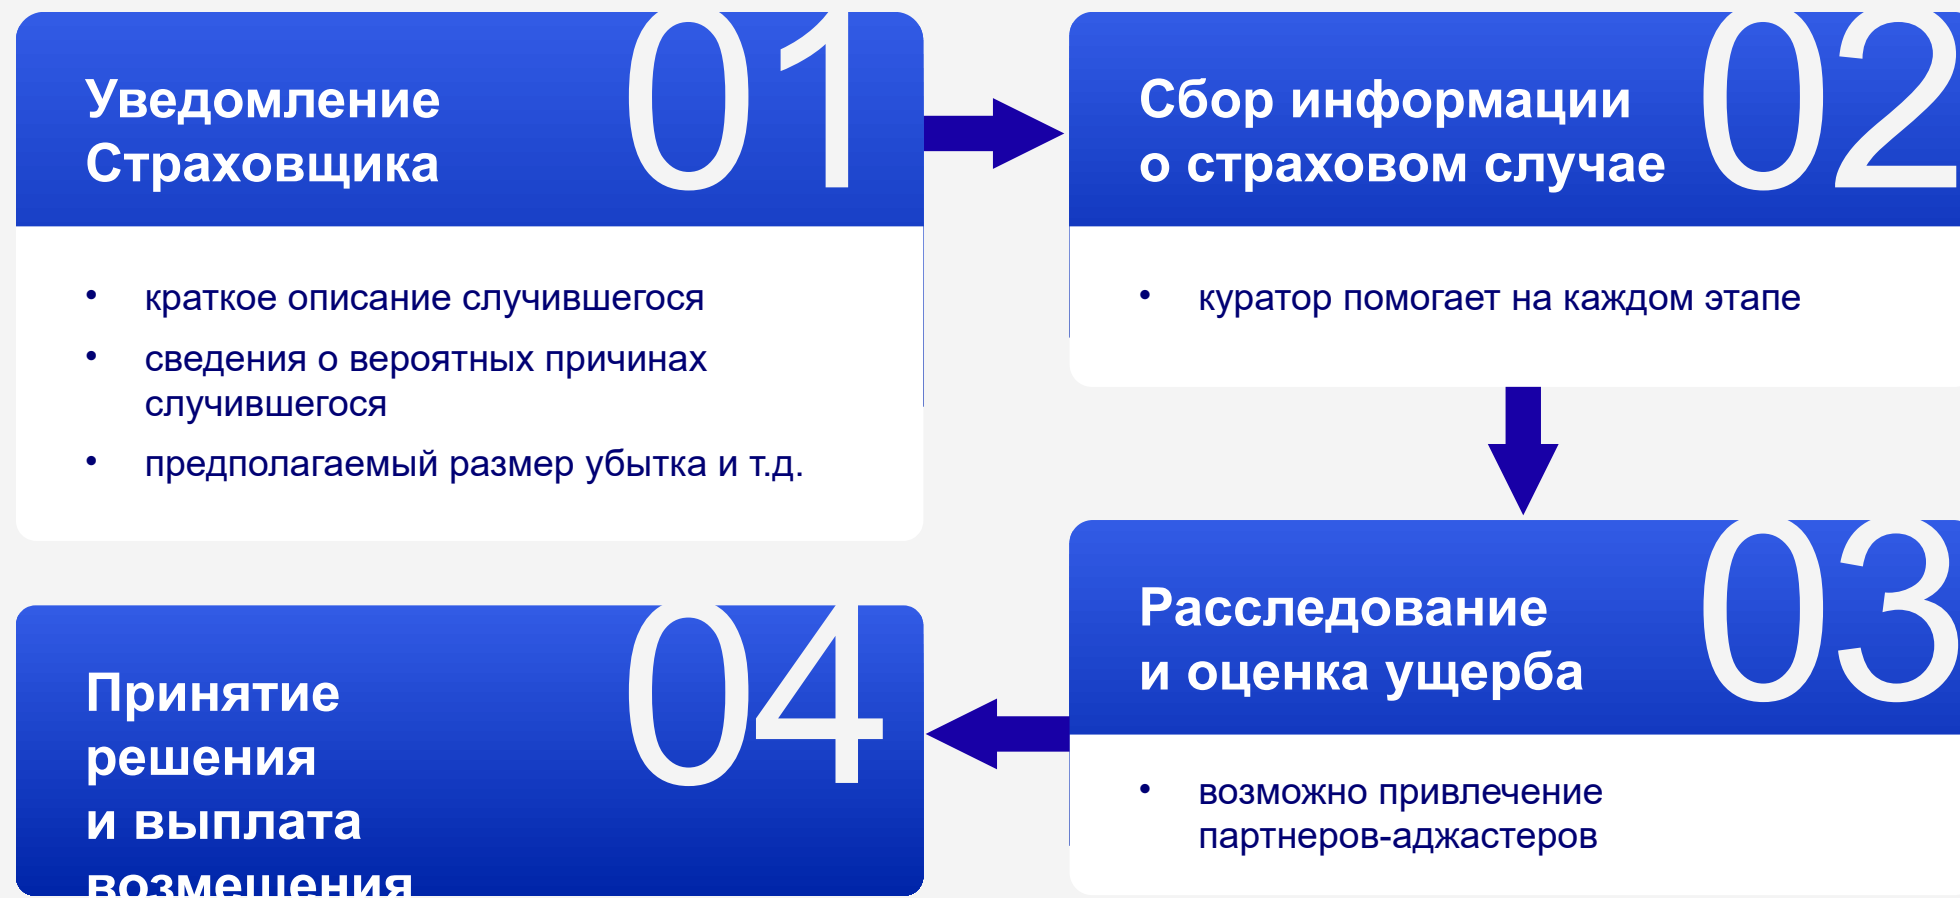 01
Уведомление
Страховщика
• краткое описание случившегося
• сведения о вероятных причинах
случившегося
• предполагаемый размер убытка и т.д.
02
Сбор информации
о страховом случае
• куратор помогает на каждом этапе
03
Расследование
и оценка ущерба
• возможно привлечение
партнеров-аджастеров
04
Принятие
решения
и выплата
возмещения